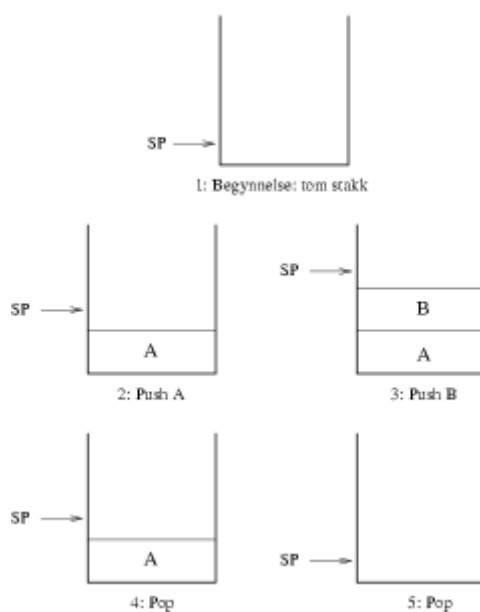 SP
1: Begynnelse: tom stakk
SP
A
2: Push A
SP
B
A
3: Push B
SP
A
4: Pop
SP
5: Pop